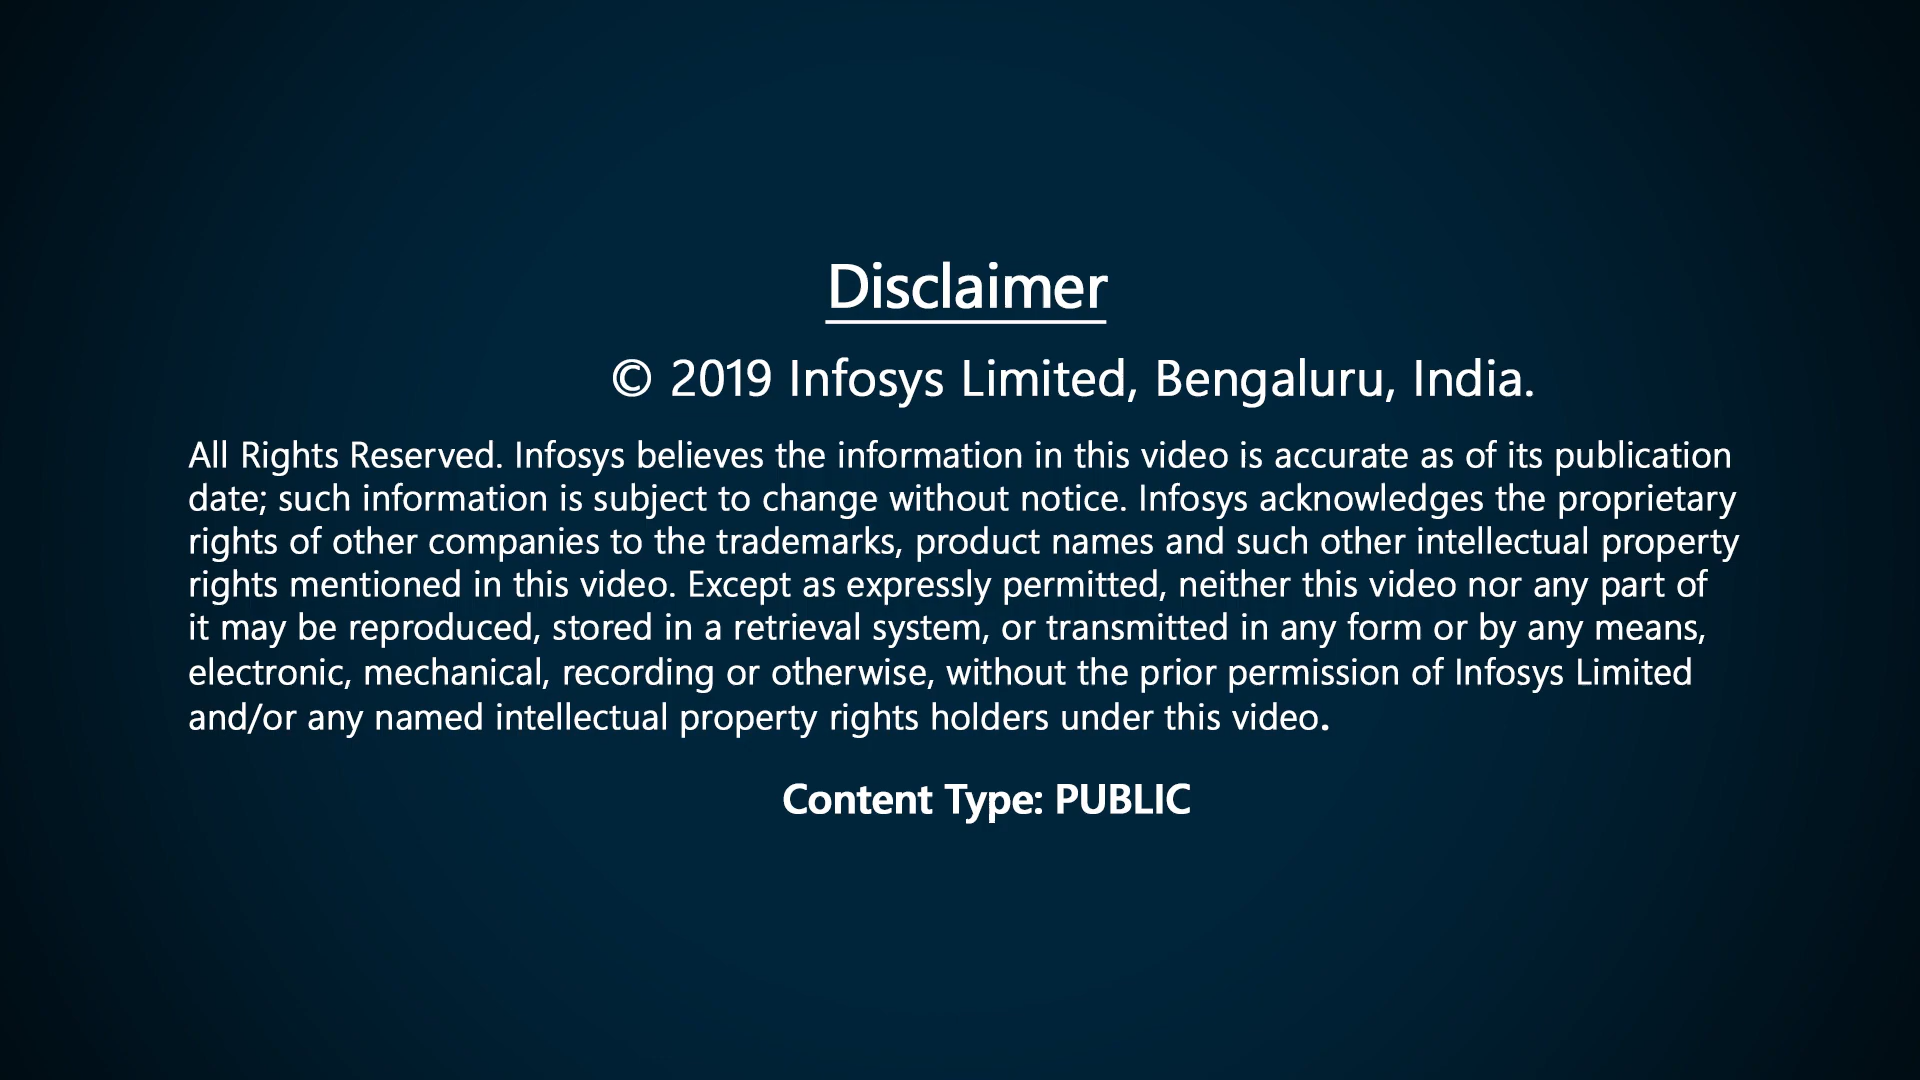 Disclaimer
© 2019 Infosys Limited, Bengaluru, India.
All Rights Reserved. Infosys believes the information in this video is accurate as of its publication
date; such information is subject to change without notice. Infosys acknowledges the proprietary
rights of other companies to the trademarks, product names and such other intellectual property
rights mentioned in this video. Except as expressly permitted, neither this video nor any part of
it may be reproduced, stored in a retrieval system, or transmitted in any form or by any means,
electronic, mechanical, recording or otherwise, without the prior permission of Infosys Limited
and/or any named intellectual property rights holders under this video.
Content Type: PUBLIC